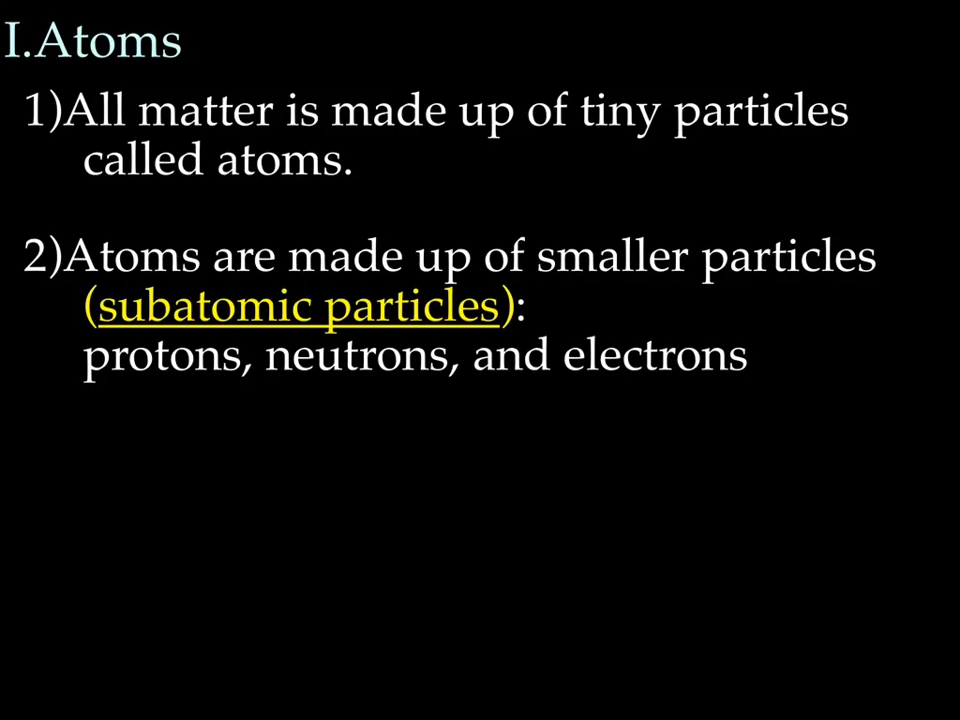 I.Atoms
1)All matter is made up of tiny particles
called atoms.
2)Atoms are made up of smaller particles
(subatomic particles):
protons, neutrons, and electrons